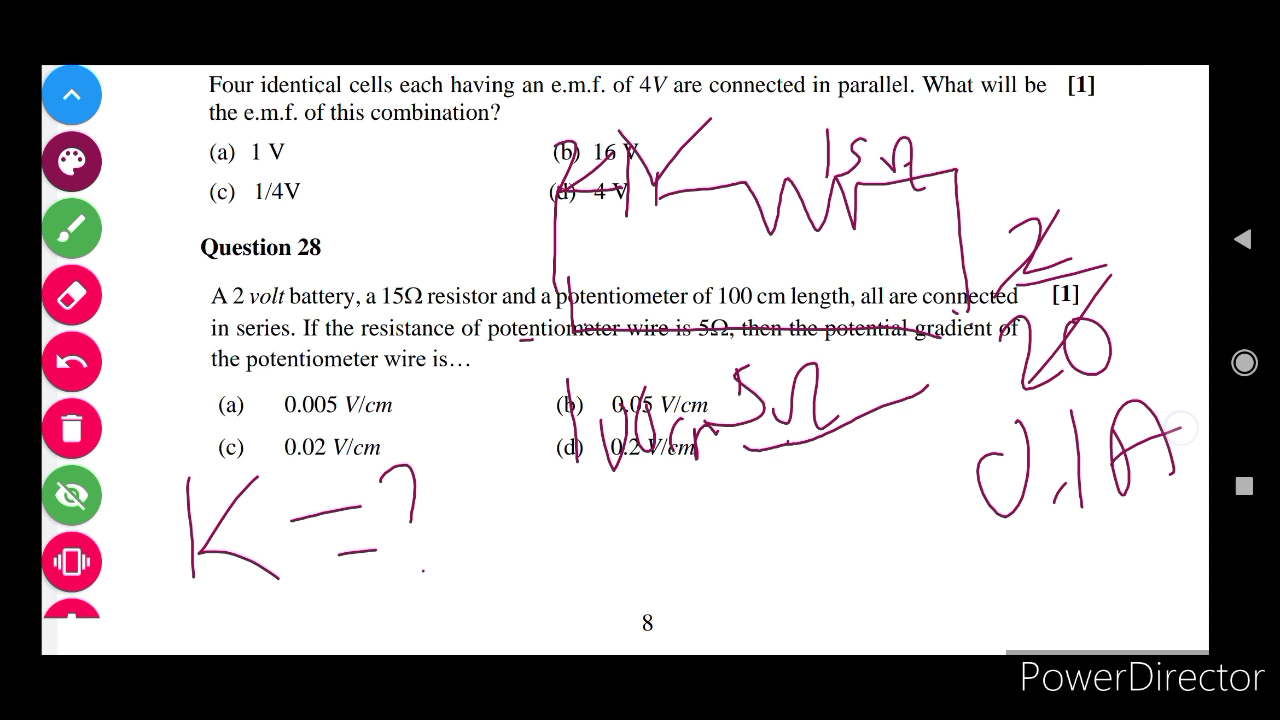 Four identical cells each having an e.m.f. of 4V are connected in parallel. What will be [1]
the e.m.f. of this combination?
(a) 1 V (b) 16 V
(c) 1/4V (d) 4 V
2V 15Ω
Question 28
A 2 volt battery, a 15Ω resistor and a potentiometer of 100 cm length, all are connected [1]
in series. If the resistance of potentiometer wire is 5Ω, then the potential gradient of
the potentiometer wire is…
2
20
(a) 0.005 V/cm (b) 0.05 V/cm
(c) 0.02 V/cm (d) 0.2 V/cm
100cm 5Ω
0.1A
K = ?
8
PowerDirector